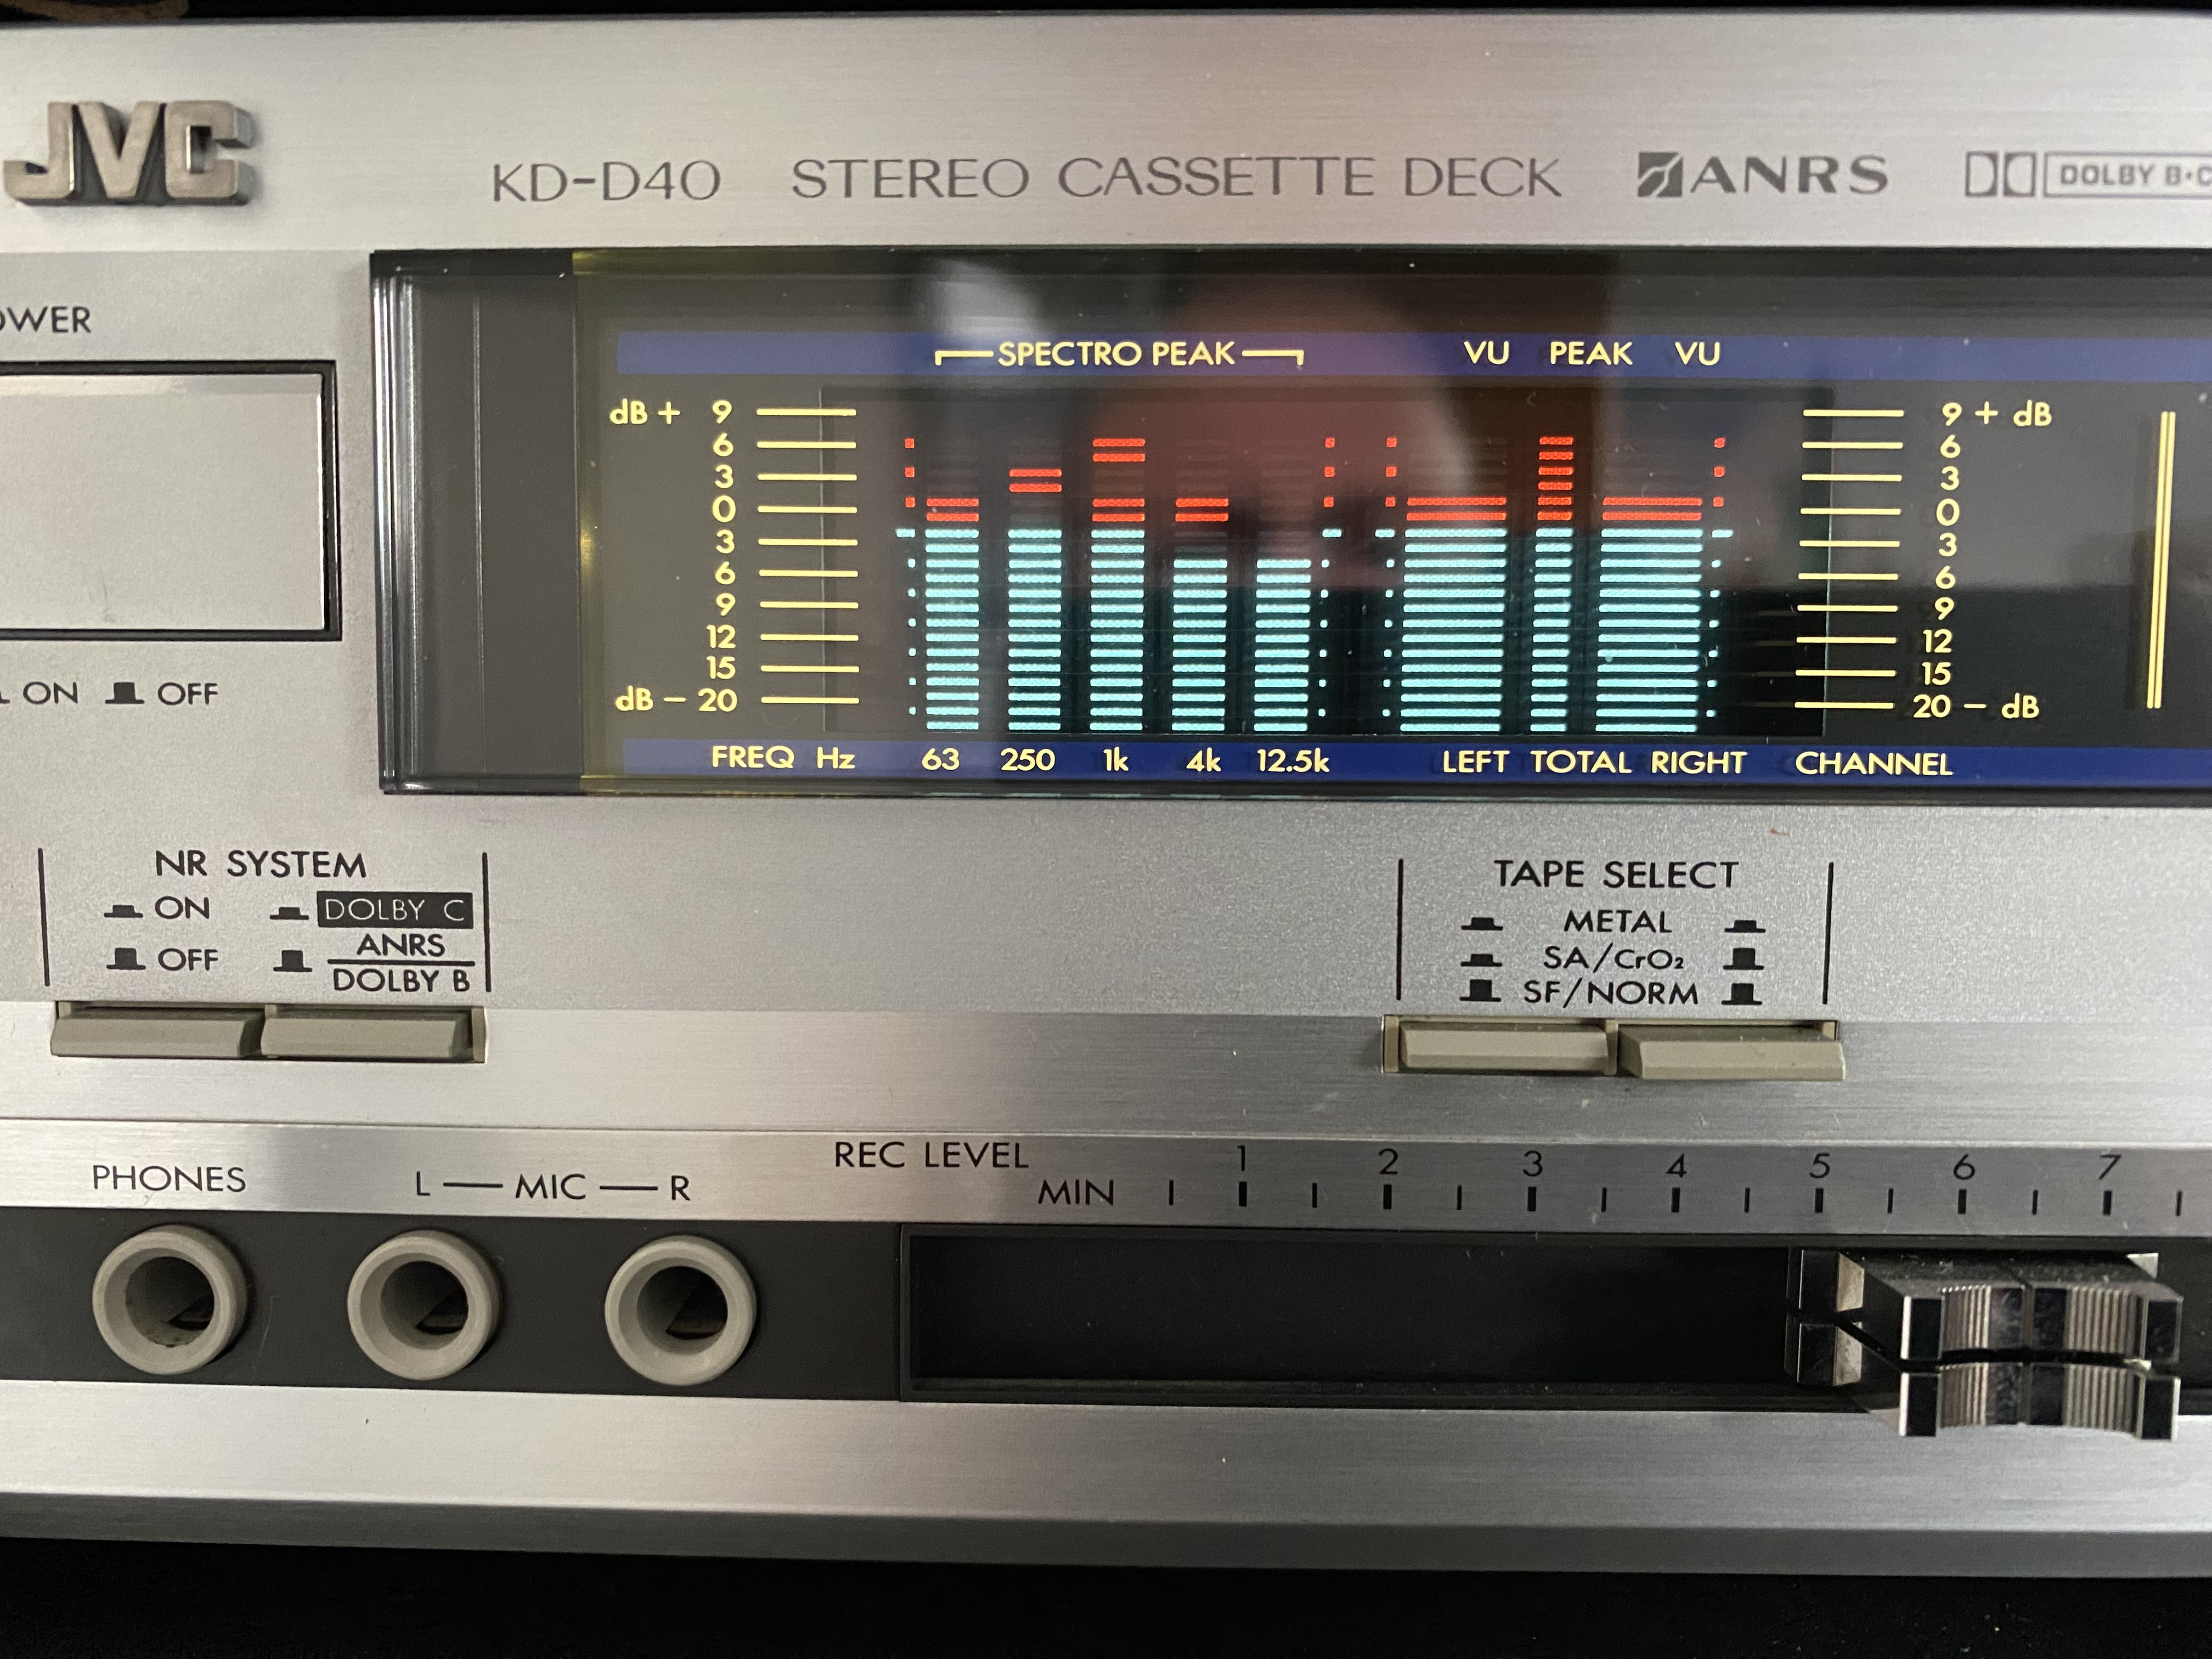 JVC
KD-D40 STEREO CASSETTE DECK ANRS DOLBY B·C
OWER
ON OFF
SPECTRO PEAK VU PEAK VU
dB + 9 9 + dB
6 6
3 3
0 0
3 3
6 6
9 9
12 12
15 15
dB − 20 20 − dB
FREQ Hz 63 250 1k 4k 12.5k LEFT TOTAL RIGHT CHANNEL
NR SYSTEM
ON DOLBY C
OFF ANRS
DOLBY B
TAPE SELECT
METAL
SA/CrO₂
SF/NORM
PHONES L — MIC — R
REC LEVEL
MIN 1 2 3 4 5 6 7